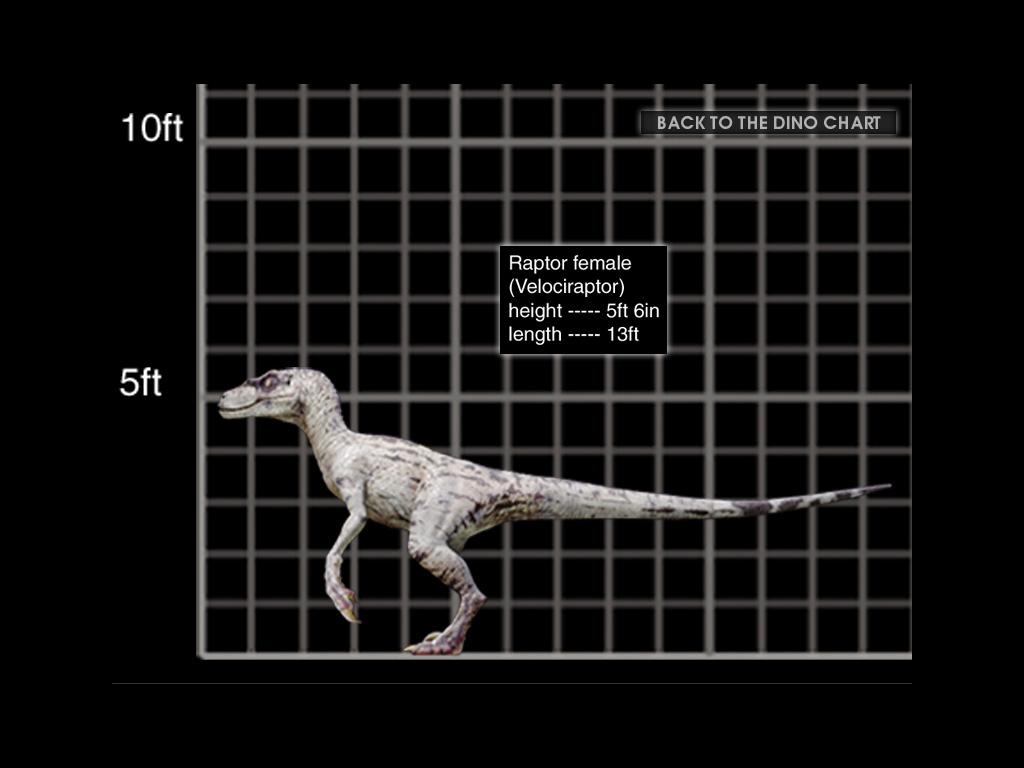 10ft
BACK TO THE DINO CHART
Raptor female
(Velociraptor)
height ----- 5ft 6in
length ----- 13ft
5ft